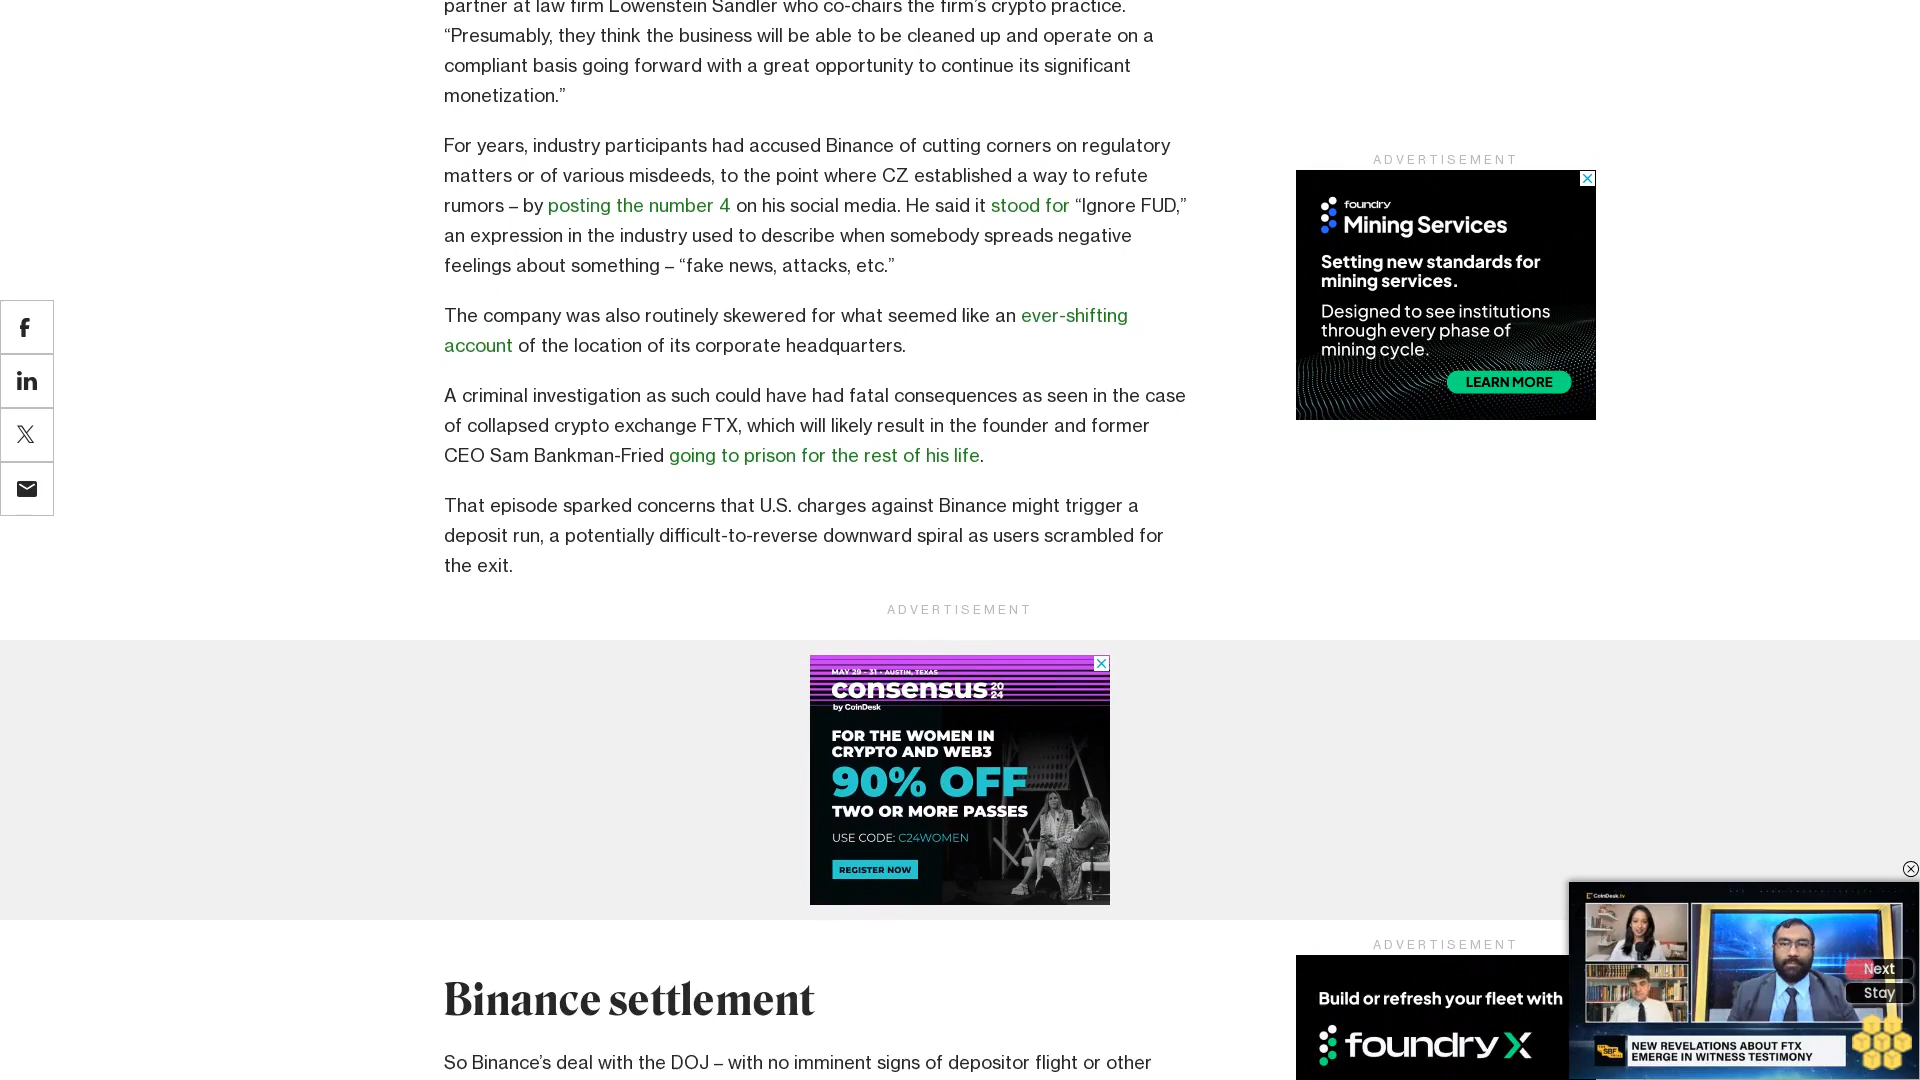 partner at law firm Lowenstein Sandler who co-chairs the firm’s crypto practice.
“Presumably, they think the business will be able to be cleaned up and operate on a
compliant basis going forward with a great opportunity to continue its significant
monetization.”
For years, industry participants had accused Binance of cutting corners on regulatory
matters or of various misdeeds, to the point where CZ established a way to refute
rumors – by posting the number 4 on his social media. He said it stood for “Ignore FUD,”
an expression in the industry used to describe when somebody spreads negative
feelings about something – “fake news, attacks, etc.”
The company was also routinely skewered for what seemed like an ever-shifting
account of the location of its corporate headquarters.
A criminal investigation as such could have had fatal consequences as seen in the case
of collapsed crypto exchange FTX, which will likely result in the founder and former
CEO Sam Bankman-Fried going to prison for the rest of his life.
That episode sparked concerns that U.S. charges against Binance might trigger a
deposit run, a potentially difficult-to-reverse downward spiral as users scrambled for
the exit.
ADVERTISEMENT
foundry
Mining Services
Setting new standards for
mining services.
Designed to see institutions
through every phase of
mining cycle.
LEARN MORE
ADVERTISEMENT
MAY 29 - 31 • AUSTIN, TEXAS
consensus 2024
by CoinDesk
FOR THE WOMEN IN
CRYPTO AND WEB3
90% OFF
TWO OR MORE PASSES
USE CODE: C24WOMEN
REGISTER NOW
Binance settlement
So Binance’s deal with the DOJ – with no imminent signs of depositor flight or other
ADVERTISEMENT
Build or refresh your fleet with
foundry X
CoinDesk.tv
Next
Stay
SBF
NEW REVELATIONS ABOUT FTX
EMERGE IN WITNESS TESTIMONY